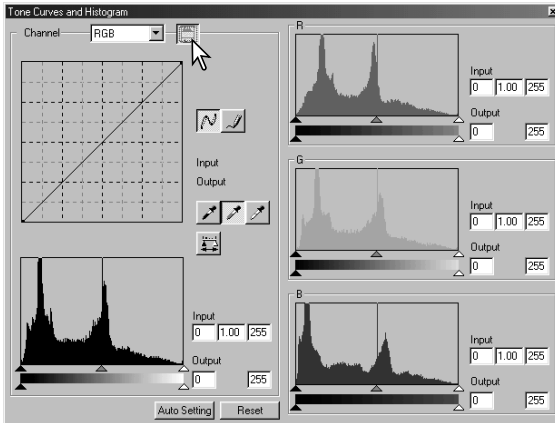 Tone Curves and Histogram
Channel
RGB
Input
Output
Input
0 1.00 255
Output
0 255
Auto Setting Reset
R
Input
0 1.00 255
Output
0 255
G
Input
0 1.00 255
Output
0 255
B
Input
0 1.00 255
Output
0 255